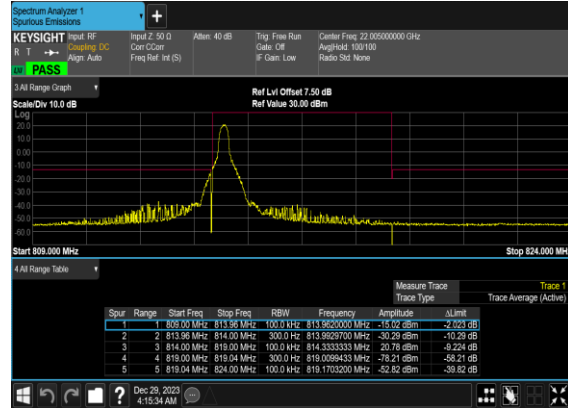 Spectrum Analyzer 1
Spurious Emissions
KEYSIGHT Input: RF Input Z: 50 Ω Atten: 40 dB Trig: Free Run Center Freq: 22.005000000 GHz
R T Coupling: DC Corr CCorr Gate: Off Avg|Hold: 100/100
Align: Auto Freq Ref: Int (S) IF Gain: Low Radio Std: None
PASS
3 All Range Graph Ref Lvl Offset 7.50 dB
Scale/Div 10.0 dB Ref Value 30.00 dBm
Log
20.0
10.0
0.00
-10.0
-20.0
-30.0
-40.0
-50.0
-60.0
Start 809.000 MHz Stop 824.000 MH
4 All Range Table
Measure Trace Trace 1
Trace Type Trace Average (Active)
Spur Range Start Freq Stop Freq RBW Frequency Amplitude ΔLimit
1 1 809.00 MHz 813.96 MHz 100.0 kHz 813.9620000 MHz -15.02 dBm -2.023 dB
2 2 813.96 MHz 814.00 MHz 300.0 Hz 813.9929700 MHz -30.29 dBm -10.29 dB
3 3 814.00 MHz 819.00 MHz 100.0 kHz 814.3333333 MHz 20.78 dBm -9.224 dB
4 4 819.00 MHz 819.04 MHz 300.0 Hz 819.0099433 MHz -78.21 dBm -58.21 dB
5 5 819.04 MHz 824.00 MHz 100.0 kHz 819.1703200 MHz -52.82 dBm -39.82 dB
? Dec 29, 2023
4:15:34 AM